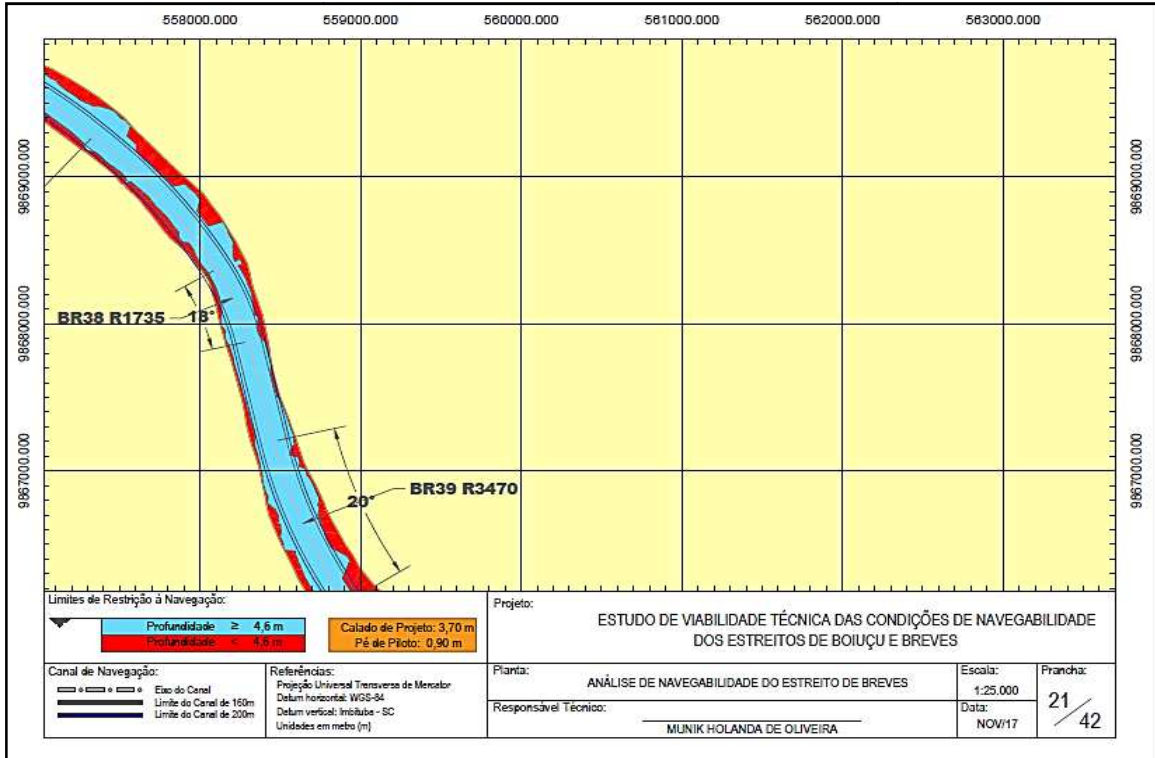 558000.000 559000.000 560000.000 561000.000 562000.000 563000.000
9869000.000 9869000.000
9868000.000 9868000.000
9867000.000 9867000.000
BR38 R1735
18°
BR39 R3470
20°
Limites de Restrição à Navegação:
Profundidade ≥ 4,6 m
Profundidade < 4,6 m
Calado de Projeto: 3,70 m
Pé de Piloto: 0,90 m
Projeto:
ESTUDO DE VIABILIDADE TÉCNICA DAS CONDIÇÕES DE NAVEGABILIDADE
DOS ESTREITOS DE BOIUÇU E BREVES
Canal de Navegação:
Eixo do Canal
Limite do Canal de 160m
Limite do Canal de 200m
Referências:
Projeção Universal Transversa de Mercator
Datum horizontal: WGS-84
Datum vertical: Imbituba - SC
Unidades em metro (m)
Planta:
ANÁLISE DE NAVEGABILIDADE DO ESTREITO DE BREVES
Responsável Técnico:
MUNIK HOLANDA DE OLIVEIRA
Escala:
1:25.000
Data:
NOV/17
Prancha:
21/42